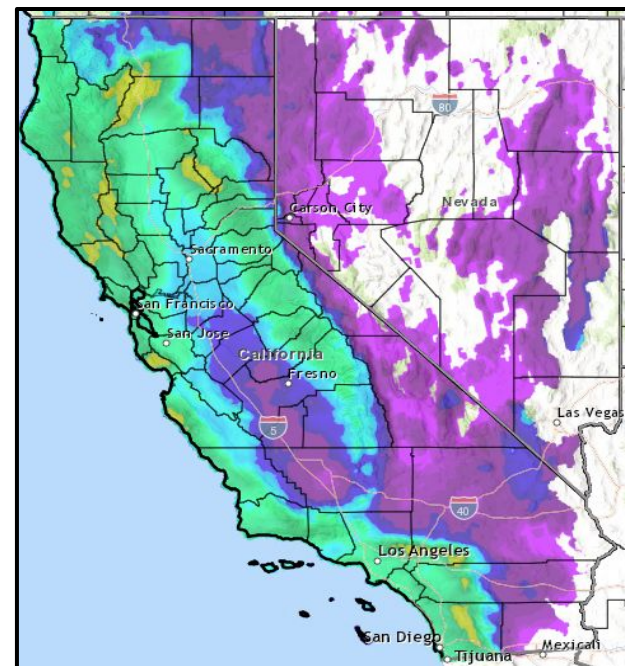 80
Nevada
Carson City
Sacramento
San Francisco
San Jose
California
Fresno
5
Las Vegas
40
Los Angeles
San Diego
Tijuana
Mexicali